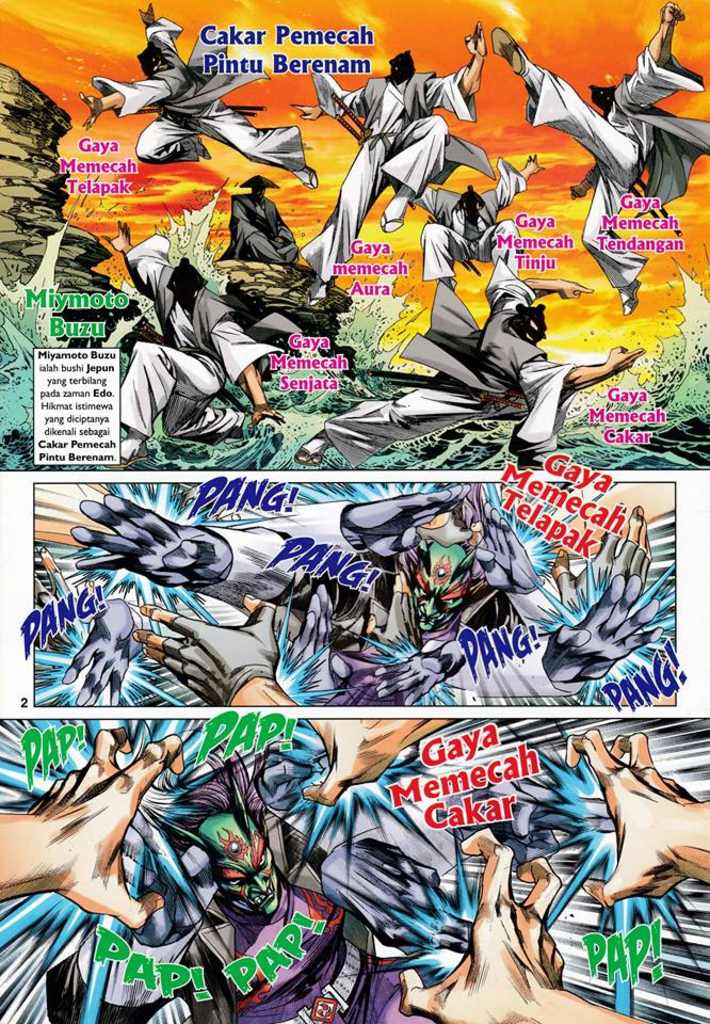 Cakar Pemecah
Pintu Berenam
Gaya
Memecah
Telapak
Gaya
memecah
Aura
Gaya
Memecah
Tinju
Gaya
Memecah
Tendangan
Miymoto
Buzu
Miyamoto Buzu
ialah bushi Jepun
yang terbilang
pada zaman Edo.
Hikmat istimewa
yang diciptanya
dikenali sebagai
Cakar Pemecah
Pintu Berenam.
Gaya
Memecah
Senjata
Gaya
Memecah
Cakar
PANG!
PANG!
PANG!
Gaya
Memecah
Telapak
PANG!
PANG!
2
PAP!
PAP!
Gaya
Memecah
Cakar
PAP!
PAP!
PAP!